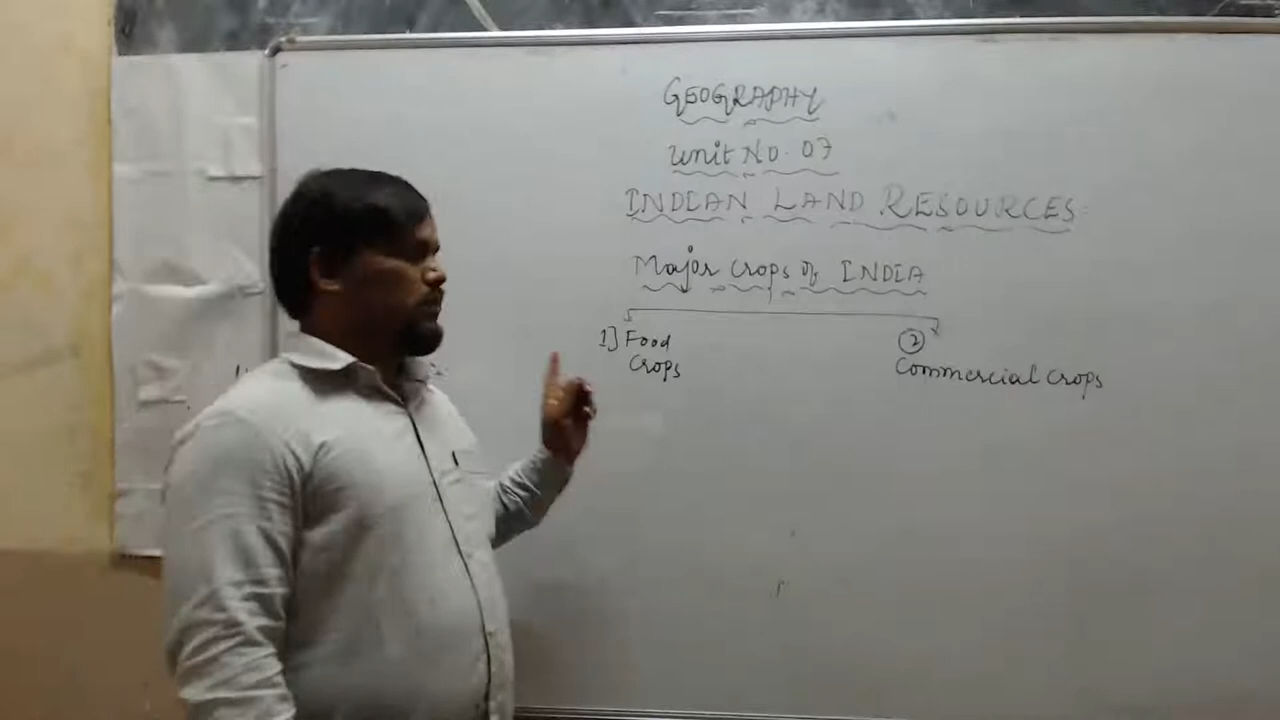 GEOGRAPHY
Unit No. 07
INDIAN LAND RESOURCES
Major Crops of INDIA
1] Food
Crops
②
Commercial Crops